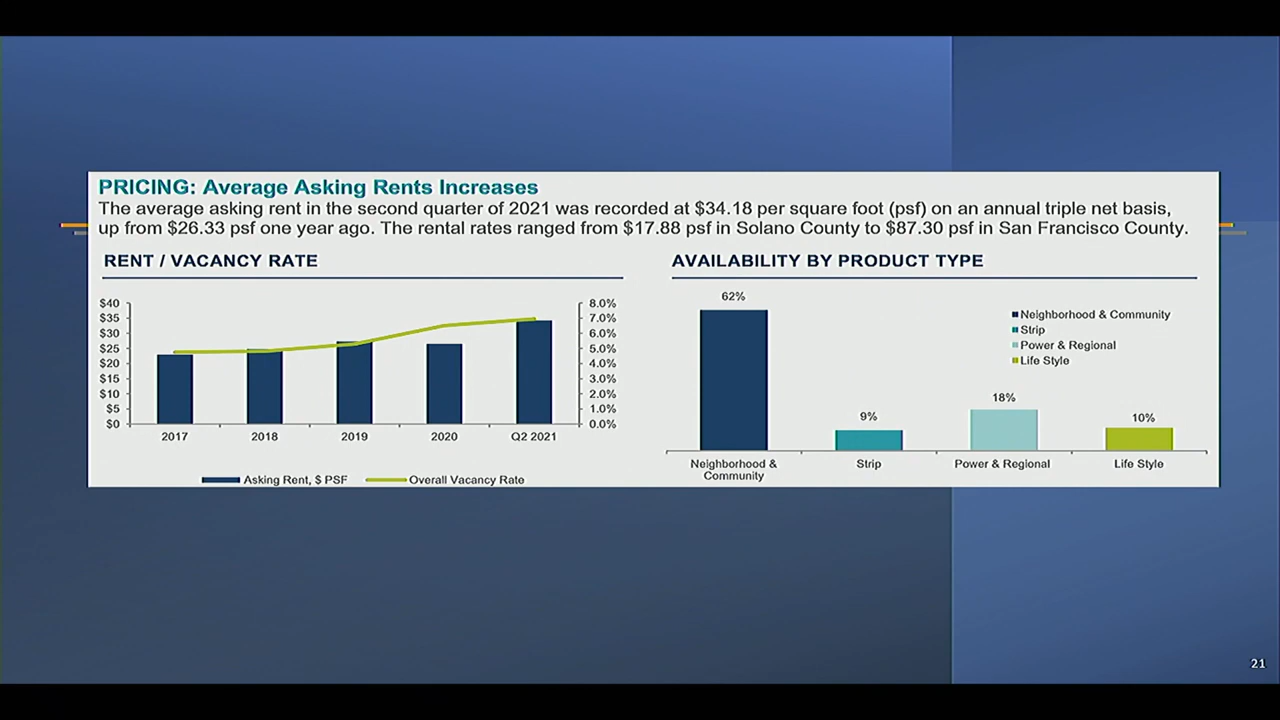 PRICING: Average Asking Rents Increases
The average asking rent in the second quarter of 2021 was recorded at $34.18 per square foot (psf) on an annual triple net basis,
up from $26.33 psf one year ago. The rental rates ranged from $17.88 psf in Solano County to $87.30 psf in San Francisco County.
RENT / VACANCY RATE
$40
$35
$30
$25
$20
$15
$10
$5
$0
8.0%
7.0%
6.0%
5.0%
4.0%
3.0%
2.0%
1.0%
0.0%
2017 2018 2019 2020 Q2 2021
Asking Rent, $ PSF Overall Vacancy Rate
AVAILABILITY BY PRODUCT TYPE
62%
9%
18%
10%
Neighborhood & Community
Strip
Power & Regional
Life Style
Neighborhood & Strip Power & Regional Life Style
Community
21